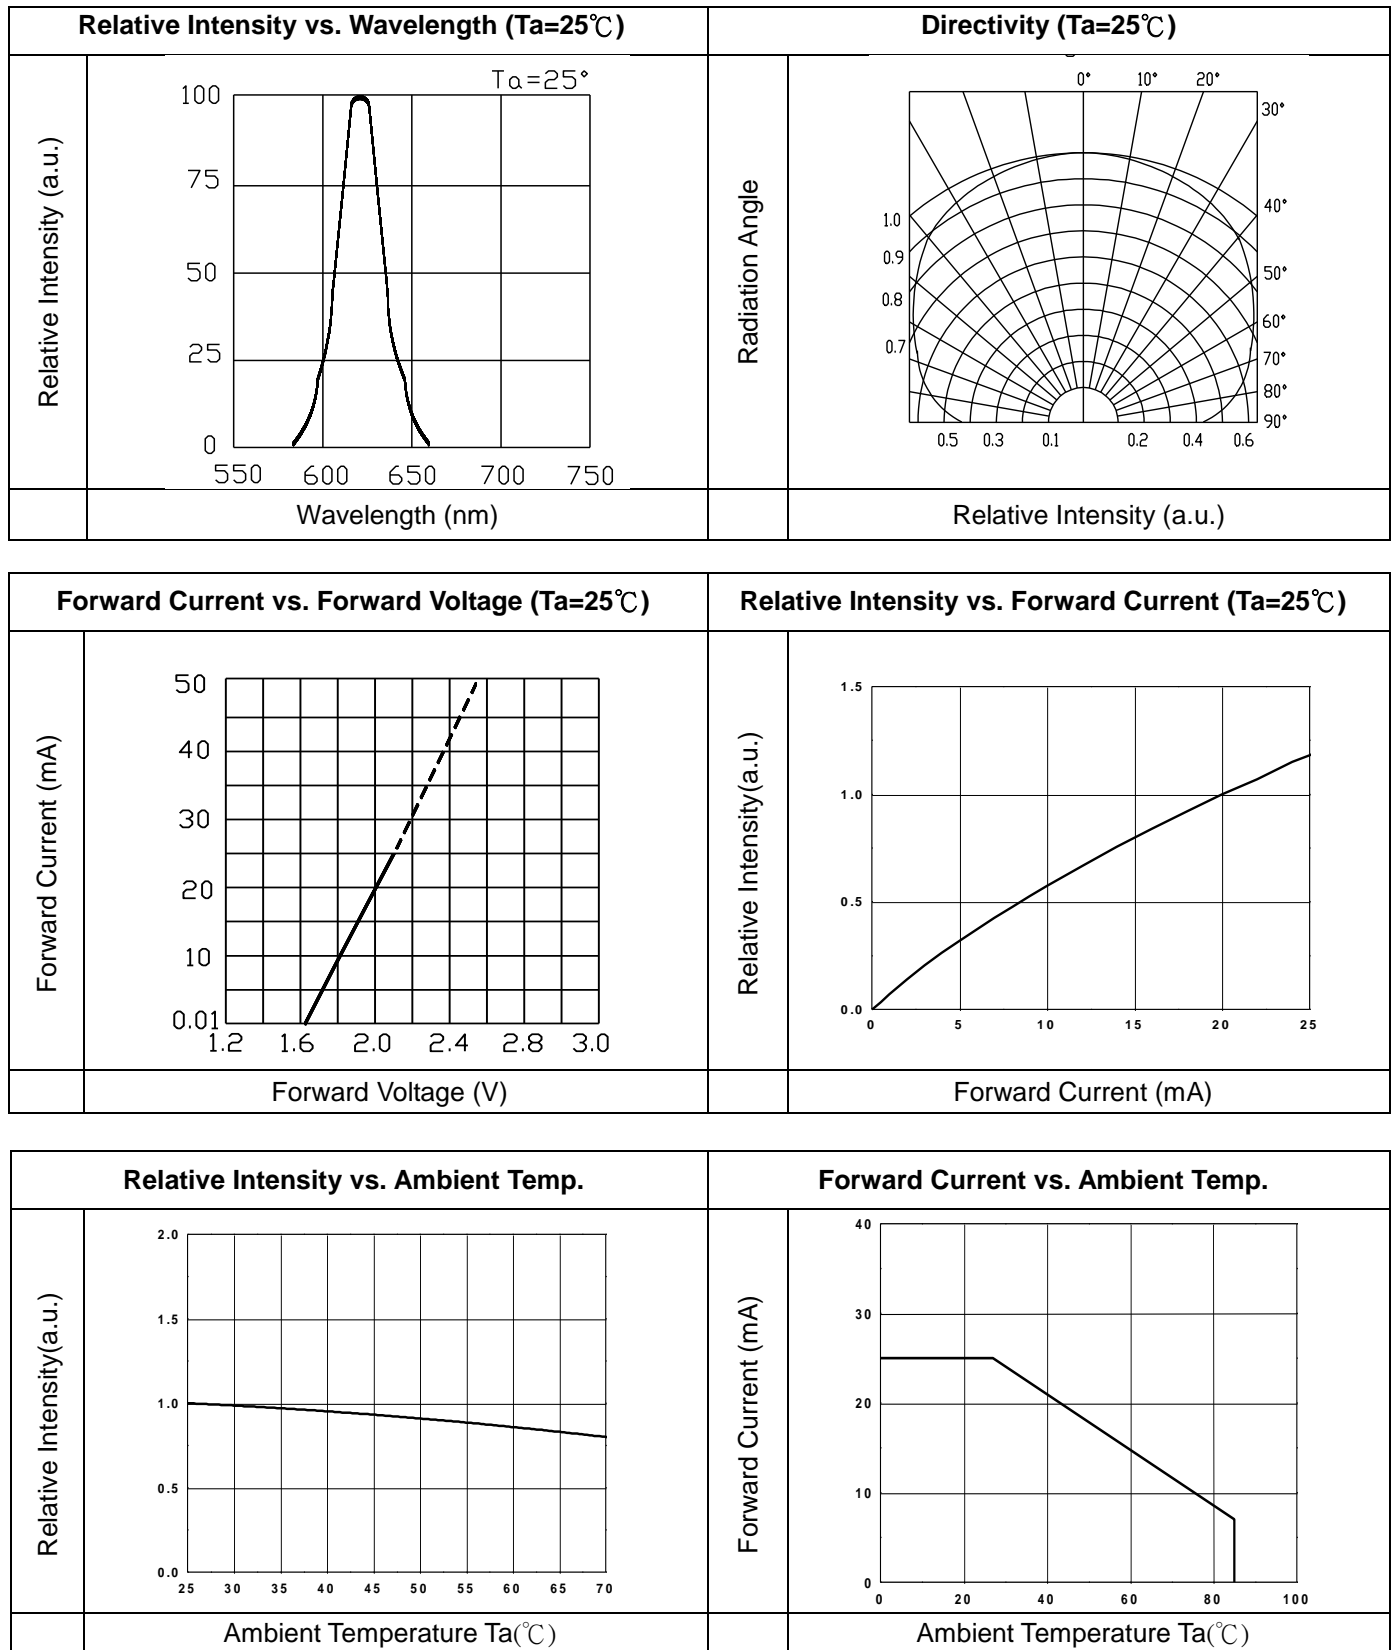 Relative Intensity vs. Wavelength (Ta=25℃)
Directivity (Ta=25℃)
Relative Intensity (a.u.)
Ta=25°
100
75
50
25
0
550 600 650 700 750
Wavelength (nm)
Radiation Angle
0° 10° 20°
30°
40°
50°
60°
70°
80°
90°
1.0
0.9
0.8
0.7
0.5 0.3 0.1 0.2 0.4 0.6
Relative Intensity (a.u.)
Forward Current vs. Forward Voltage (Ta=25℃)
Relative Intensity vs. Forward Current (Ta=25℃)
Forward Current (mA)
50
40
30
20
10
0.01
1.2 1.6 2.0 2.4 2.8 3.0
Forward Voltage (V)
Relative Intensity(a.u.)
1.5
1.0
0.5
0.0
0 5 10 15 20 25
Forward Current (mA)
Relative Intensity vs. Ambient Temp.
Forward Current vs. Ambient Temp.
Relative Intensity(a.u.)
2.0
1.5
1.0
0.5
0.0
25 30 35 40 45 50 55 60 65 70
Ambient Temperature Ta(℃)
Forward Current (mA)
40
30
20
10
0
0 20 40 60 80 100
Ambient Temperature Ta(℃)